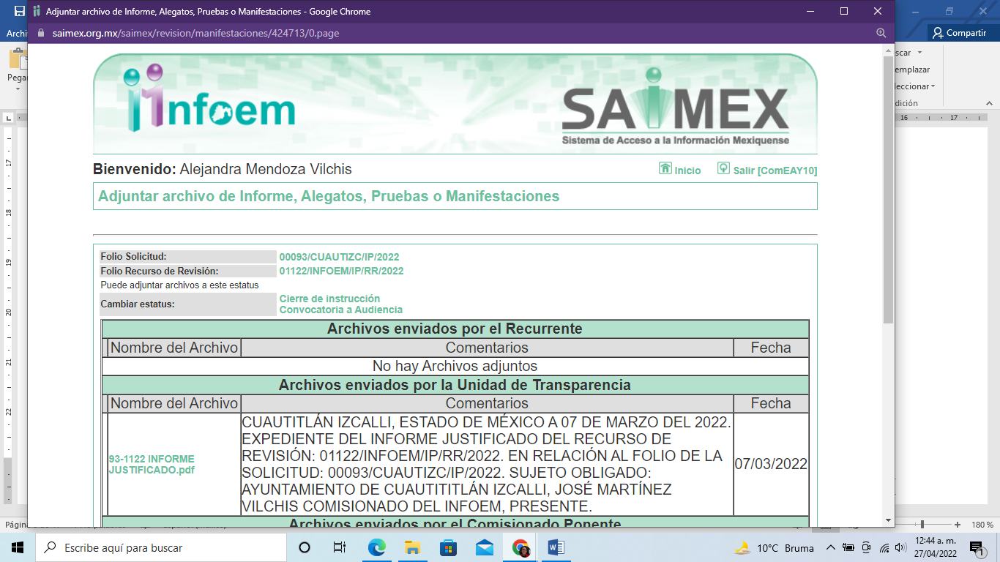 Adjuntar archivo de Informe, Alegatos, Pruebas o Manifestaciones - Google Chrome
saimex.org.mx/saimex/revision/manifestaciones/424713/0.page
Archi
Compartir
Pegar
scar
emplazar
eccionar
dición
16 17
17
18
19
20
21
22
infoem
SAIMEX
Sistema de Acceso a la Información Mexiquense
Bienvenido: Alejandra Mendoza Vilchis
Inicio Salir [ComEAY10]
Adjuntar archivo de Informe, Alegatos, Pruebas o Manifestaciones
Folio Solicitud: 00093/CUAUTIZC/IP/2022
Folio Recurso de Revisión: 01122/INFOEM/IP/RR/2022
Puede adjuntar archivos a este estatus
Cambiar estatus: Cierre de instrucción
Convocatoria a Audiencia
Archivos enviados por el Recurrente
Nombre del Archivo Comentarios Fecha
No hay Archivos adjuntos
Archivos enviados por la Unidad de Transparencia
Nombre del Archivo Comentarios Fecha
93-1122 INFORME
JUSTIFICADO.pdf
CUAUTITLÁN IZCALLI, ESTADO DE MÉXICO A 07 DE MARZO DEL 2022.
EXPEDIENTE DEL INFORME JUSTIFICADO DEL RECURSO DE
REVISIÓN: 01122/INFOEM/IP/RR/2022. EN RELACIÓN AL FOLIO DE LA
SOLICITUD: 00093/CUAUTIZC/IP/2022. SUJETO OBLIGADO:
AYUNTAMIENTO DE CUAUTITITLÁN IZCALLI, JOSÉ MARTÍNEZ
VILCHIS COMISIONADO DEL INFOEM, PRESENTE.
07/03/2022
Archivos enviados por el Comisionado Ponente
180 %
Escribe aquí para buscar
10°C Bruma
12:44 a. m.
27/04/2022
1